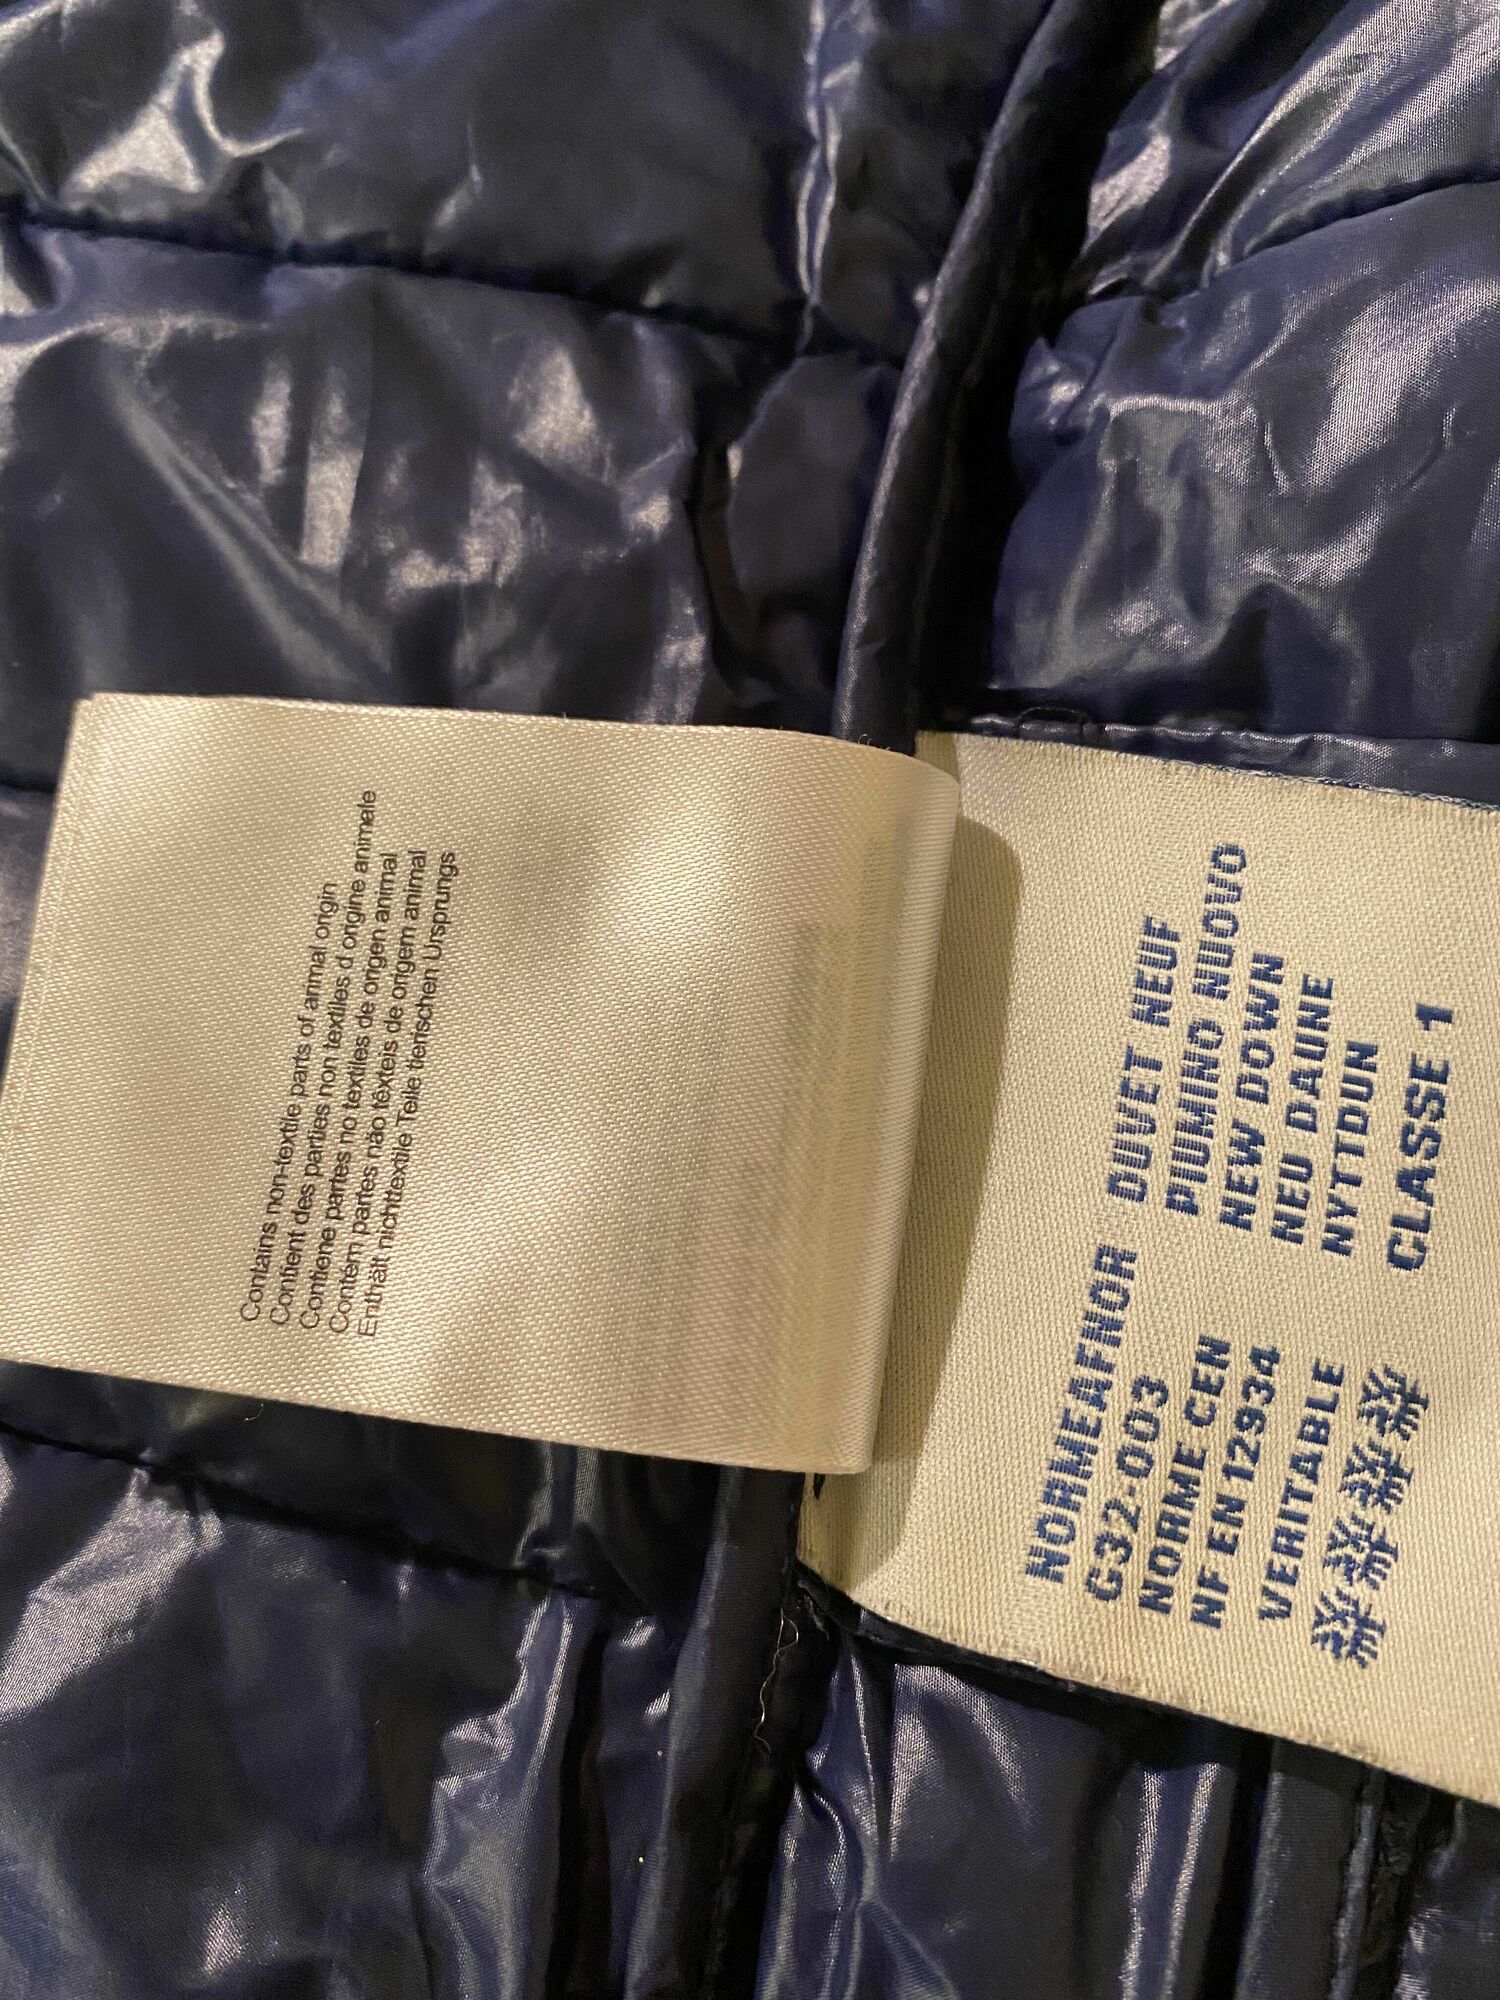 Contains non-textile parts of animal origin
Contient des parties non textiles d origine animale
Contiene partes no textiles de origen animal
Contem partes não têxteis de origem animal
Enthält nichttextile Teile tierischen Ursprungs
NORMEAFNOR
G32-003
NORME CEN
NF EN 12934
VERITABLE
DUVET NEUF
PIUMINO NUOVO
NEW DOWN
NEU DAUNE
NYTTDUN
CLASSE 1